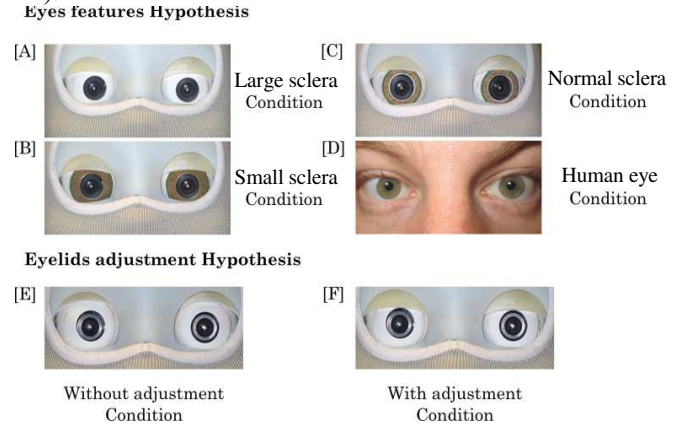 Eyes features Hypothesis
[A]
Large sclera
Condition
[C]
Normal sclera
Condition
[B]
Small sclera
Condition
[D]
Human eye
Condition
Eyelids adjustment Hypothesis
[E]
[F]
Without adjustment
Condition
With adjustment
Condition